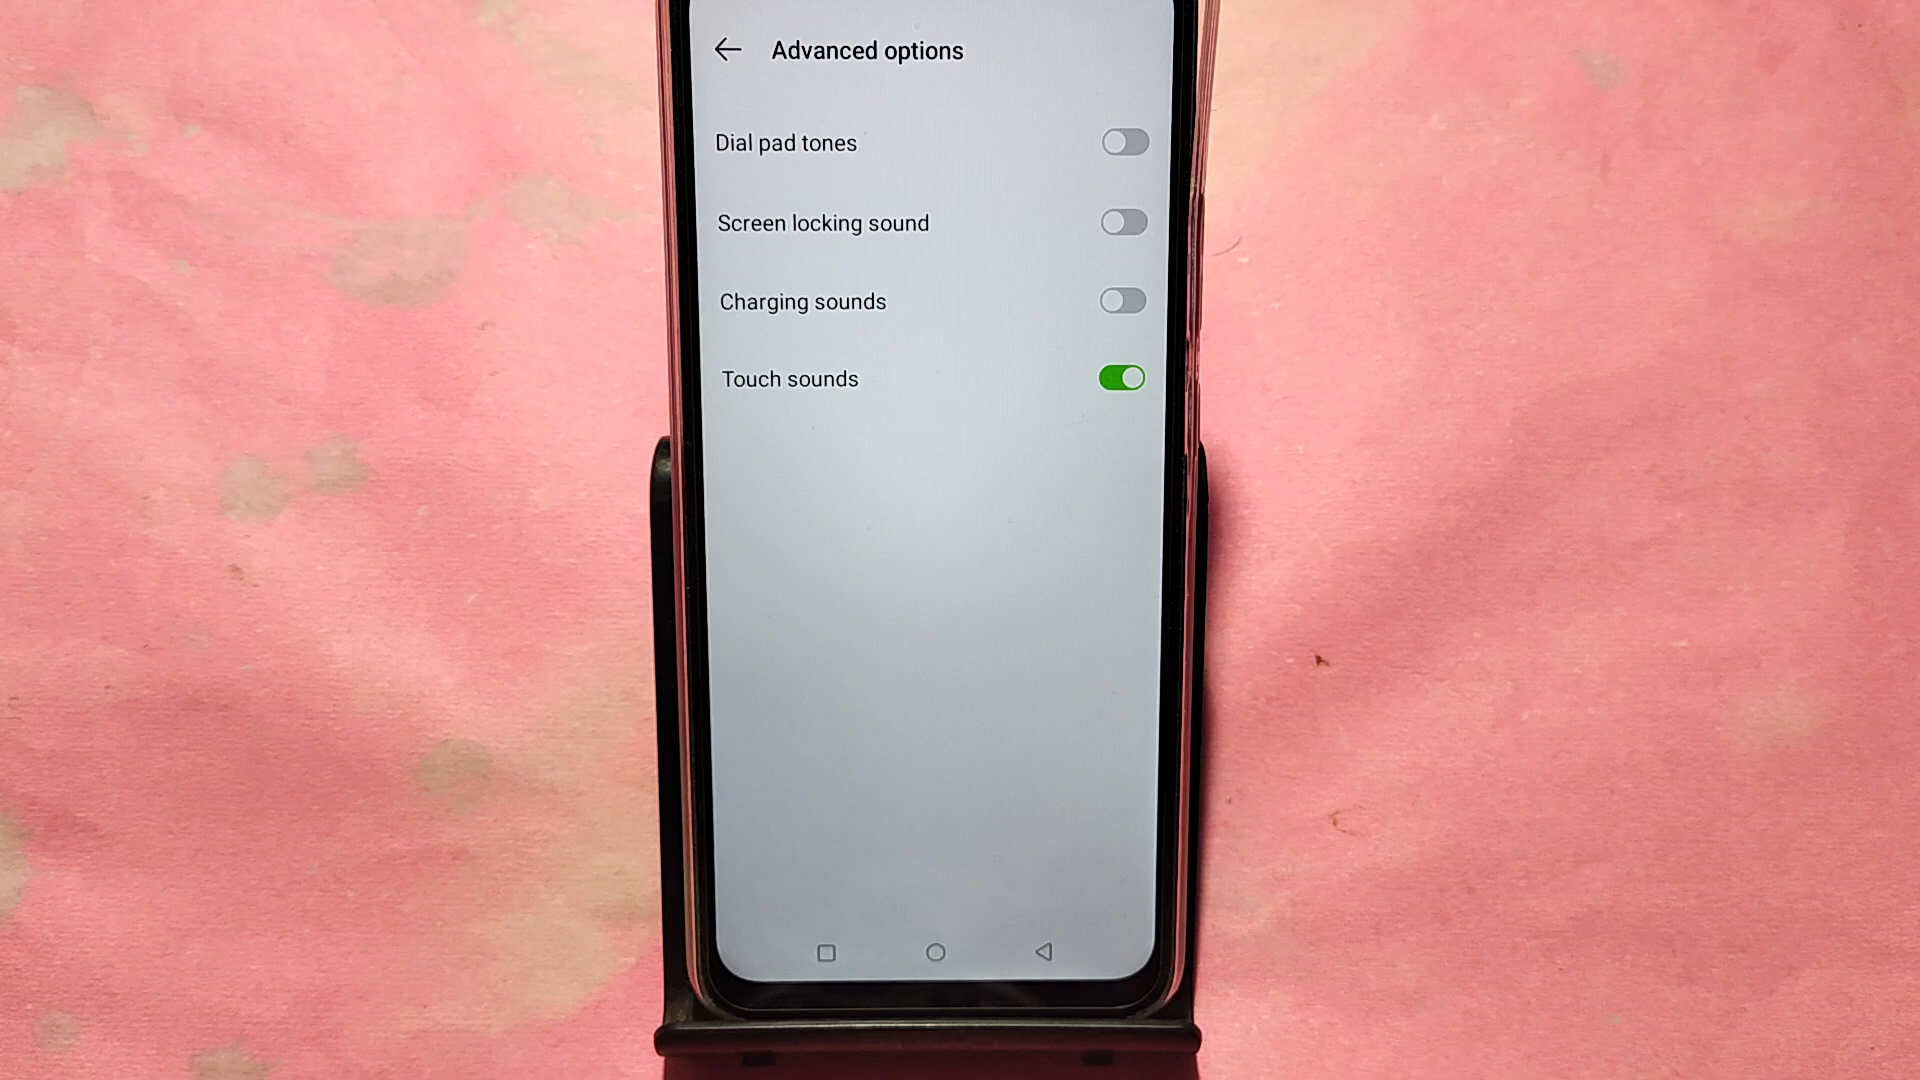 Advanced options
Dial pad tones
Screen locking sound
Charging sounds
Touch sounds